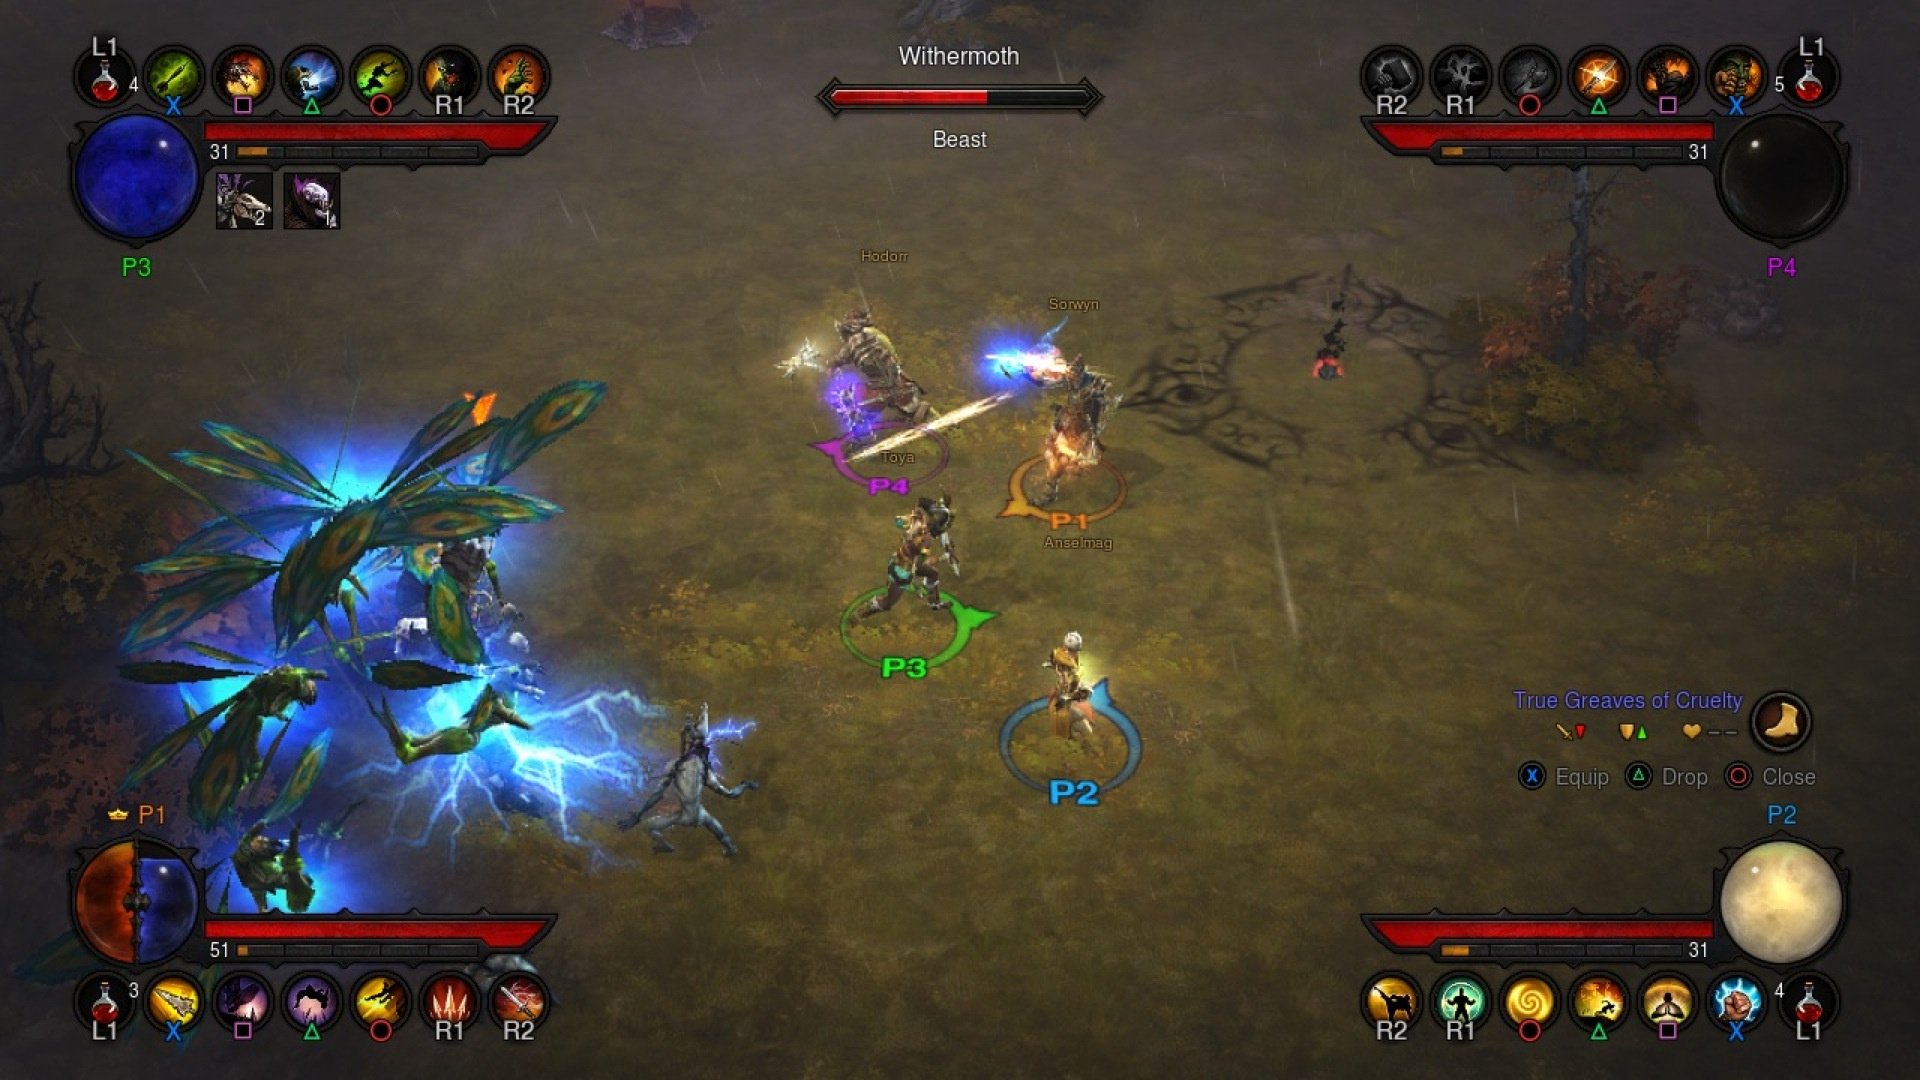 L1
4
X
R1
R2
31
2
1
P3
Withermoth
Beast
L1
R2
R1
X
5
31
P4
Hodorr
Sorwyn
Toya
P4
P1
Anselmag
P3
P2
True Greaves of Cruelty
X Equip Drop Close
P2
P1
51
3
L1
X
R1
R2
31
R2
R1
X
4
L1